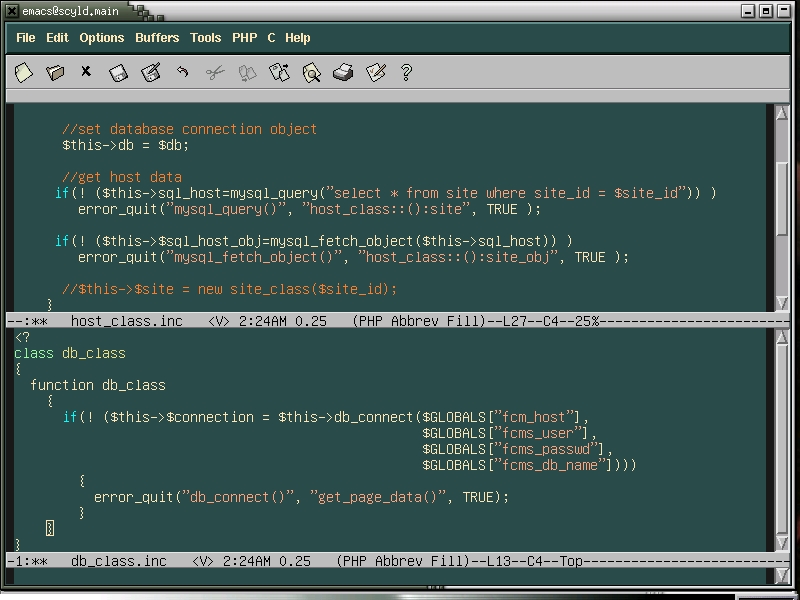 emacs@scyld.main
File Edit Options Buffers Tools PHP C Help
//set database connection object
$this->db = $db;
//get host data
if(! ($this->sql_host=mysql_query("select * from site where site_id = $site_id")) )
error_quit("mysql_query()", "host_class::():site", TRUE );
if(! ($this->$sql_host_obj=mysql_fetch_object($this->sql_host)) )
error_quit("mysql_fetch_object()", "host_class::():site_obj", TRUE );
//$this->$site = new site_class($site_id);
}
--:** host_class.inc <V> 2:24AM 0.25 (PHP Abbrev Fill)--L27--C4--25%------------------------
<?
class db_class
{
function db_class
{
if(! ($this->$connection = $this->db_connect($GLOBALS["fcm_host"],
$GLOBALS["fcms_user"],
$GLOBALS["fcms_passwd"],
$GLOBALS["fcms_db_name"])))
{
error_quit("db_connect()", "get_page_data()", TRUE);
}
}
}
-1:** db_class.inc <V> 2:24AM 0.25 (PHP Abbrev Fill)--L13--C4--Top--------------------------